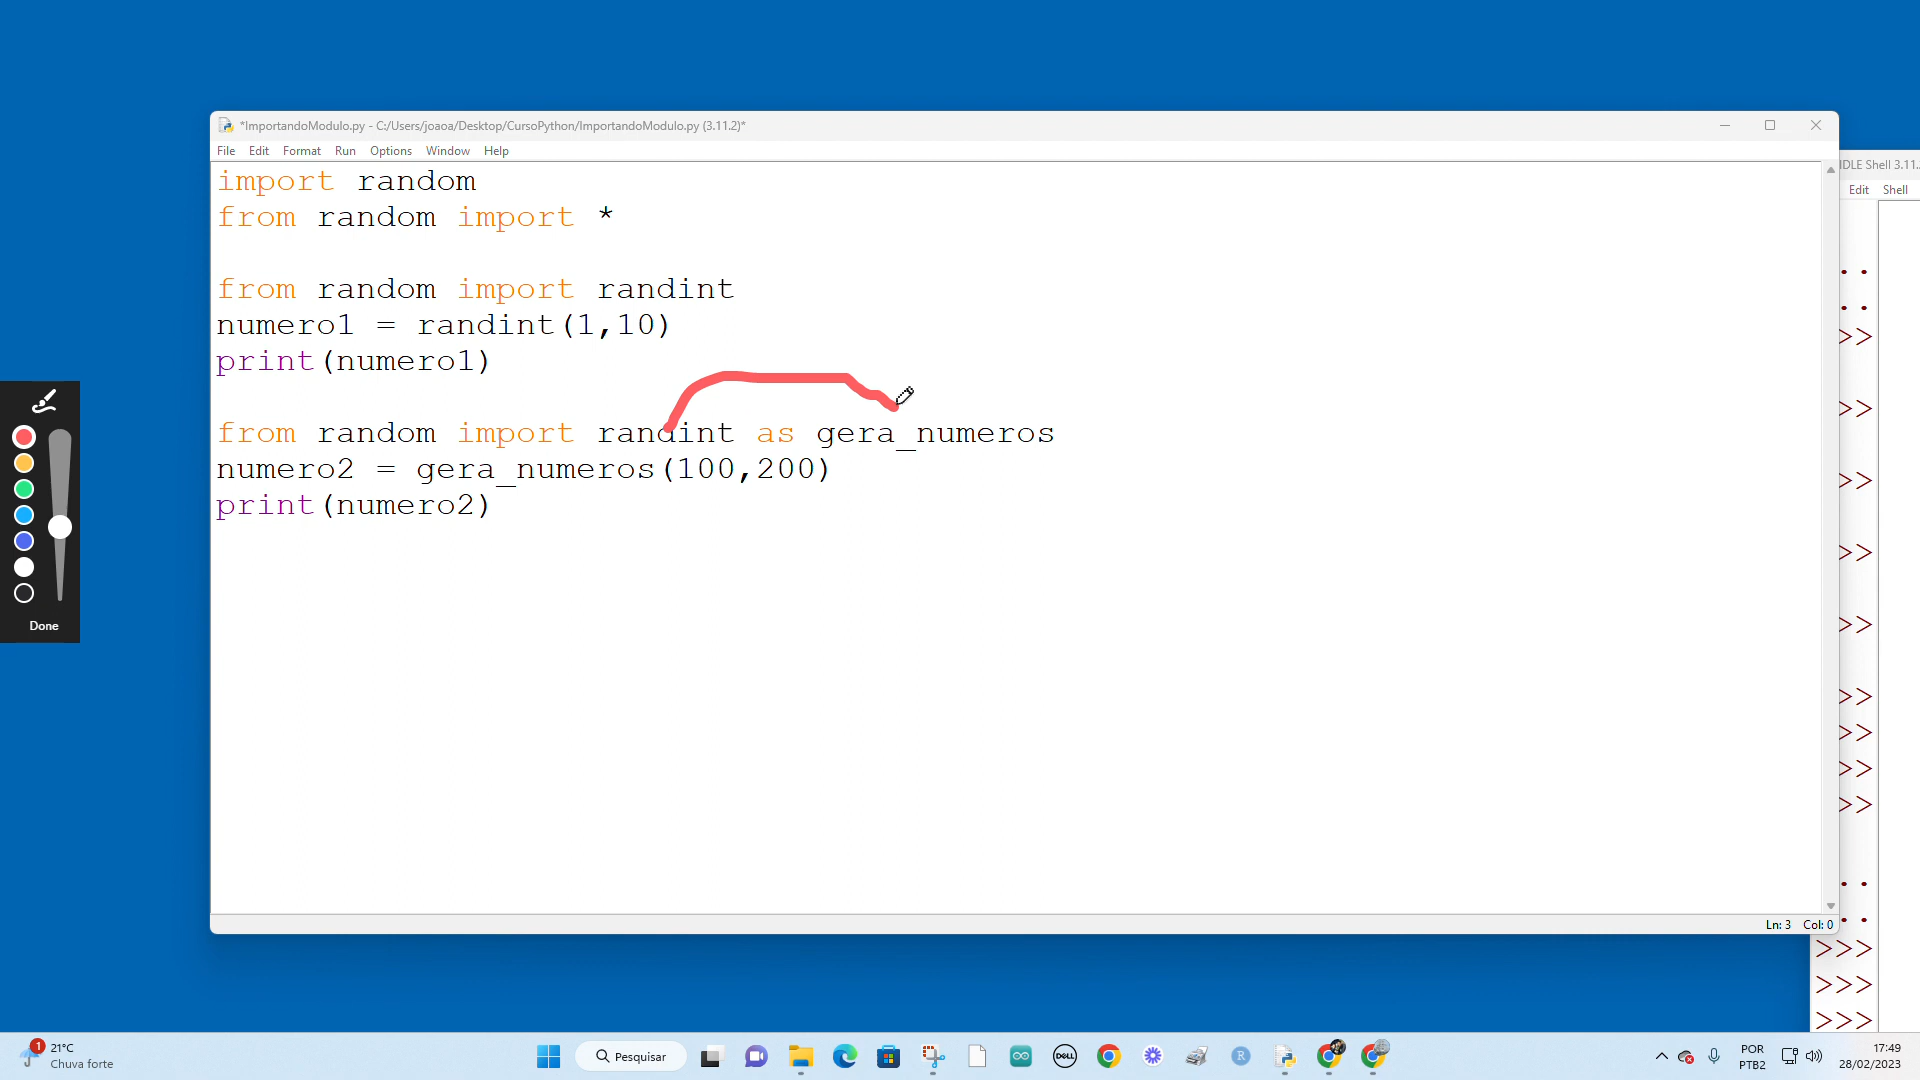 *ImportandoModulo.py - C:/Users/joaoa/Desktop/CursoPython/ImportandoModulo.py (3.11.2)*
File Edit Format Run Options Window Help
import random
from random import *
from random import randint
numero1 = randint(1,10)
print(numero1)
from random import randint as gera_numeros
numero2 = gera_numeros(100,200)
print(numero2)
Ln: 3 Col: 0
IDLE Shell 3.11.
Edit Shell
..
..
>>
>>
>>
>>
>>
>>
>>
>>
>>
..
..
>>>
>>>
>>>
Done
1
21°C
Chuva forte
Pesquisar
DELL
R
POR
PTB2
17:49
28/02/2023